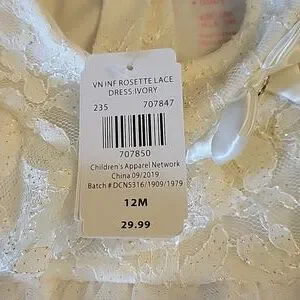 VN INF ROSETTE LACE
DRESS:IVORY
235 707847
707850
Children's Apparel Network
China 09/2019
Batch # DCN5316/1909/1979
12M
29.99